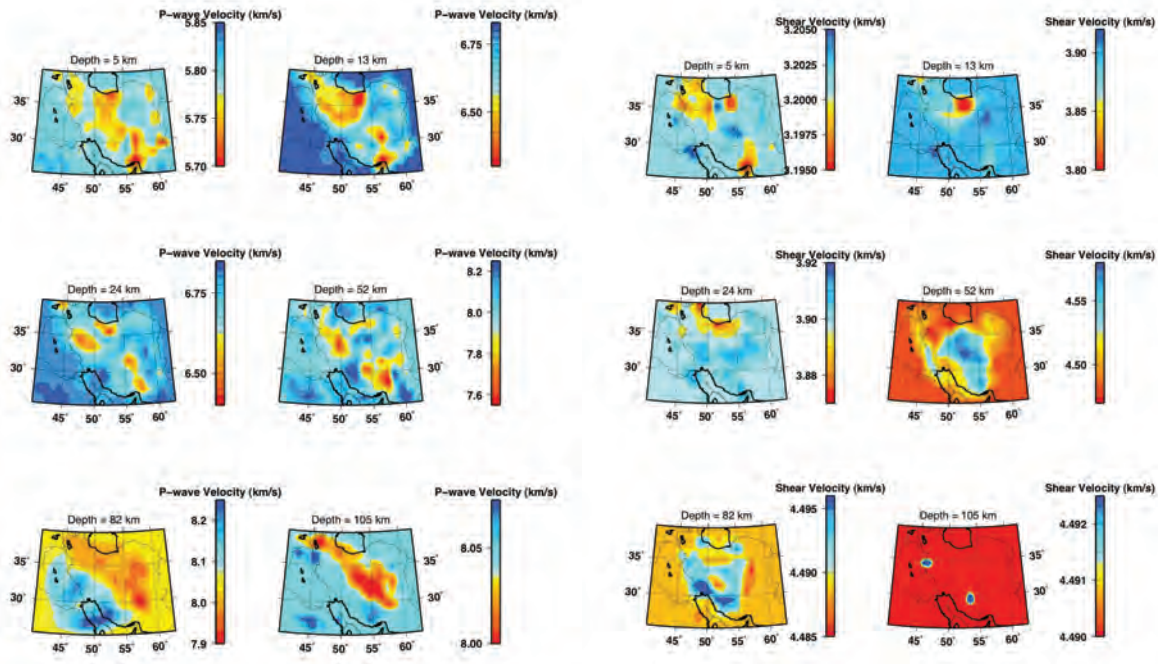 P-wave Velocity (km/s)
5.85
5.80
5.75
5.70
Depth = 5 km
35˚
30˚
45˚ 50˚ 55˚ 60˚
P-wave Velocity (km/s)
6.75
6.50
Depth = 13 km
35˚
30˚
45˚ 50˚ 55˚ 60˚
Shear Velocity (km/s)
3.2050
3.2025
3.2000
3.1975
3.1950
Depth = 5 km
35˚
30˚
45˚ 50˚ 55˚ 60˚
Shear Velocity (km/s)
3.90
3.85
3.80
Depth = 13 km
35˚
30˚
45˚ 50˚ 55˚ 60˚
P-wave Velocity (km/s)
6.75
6.50
Depth = 24 km
35˚
30˚
45˚ 50˚ 55˚ 60˚
P-wave Velocity (km/s)
8.2
8.0
7.8
7.6
Depth = 52 km
35˚
30˚
45˚ 50˚ 55˚ 60˚
Shear Velocity (km/s)
3.92
3.90
3.88
Depth = 24 km
35˚
30˚
45˚ 50˚ 55˚ 60˚
Shear Velocity (km/s)
4.55
4.50
Depth = 52 km
35˚
30˚
45˚ 50˚ 55˚ 60˚
P-wave Velocity (km/s)
8.2
8.1
8.0
7.9
Depth = 82 km
35˚
30˚
45˚ 50˚ 55˚ 60˚
P-wave Velocity (km/s)
8.05
8.00
Depth = 105 km
35˚
30˚
45˚ 50˚ 55˚ 60˚
Shear Velocity (km/s)
4.495
4.490
4.485
Depth = 82 km
35˚
30˚
45˚ 50˚ 55˚ 60˚
Shear Velocity (km/s)
4.492
4.491
4.490
Depth = 105 km
35˚
30˚
45˚ 50˚ 55˚ 60˚